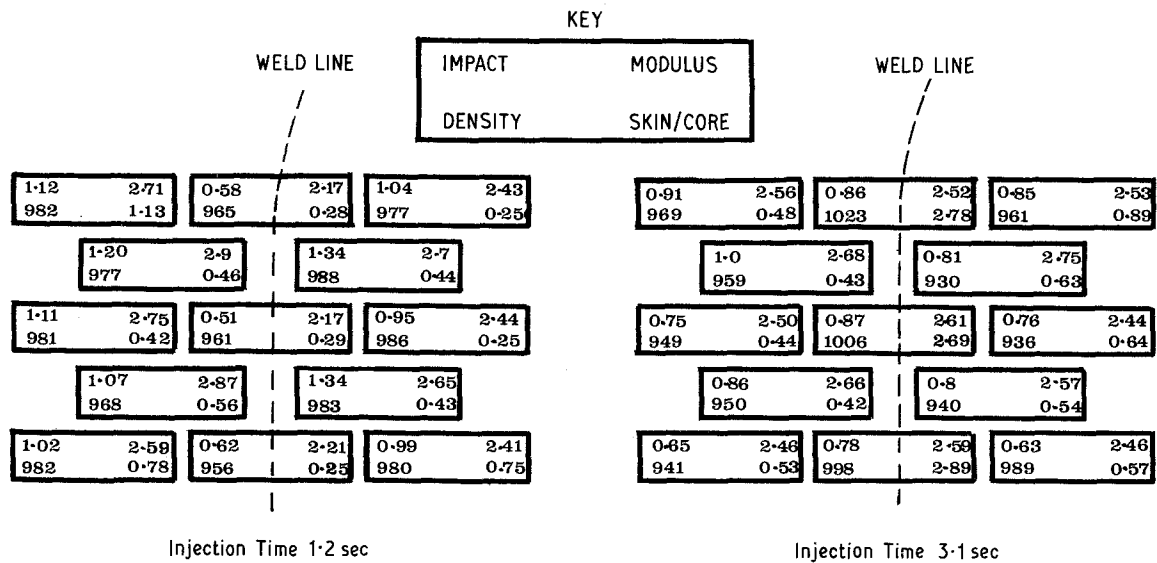 KEY
IMPACT MODULUS
DENSITY SKIN/CORE
WELD LINE WELD LINE
1·12 2·71 0·58 2·17 1·04 2·43
982 1·13 965 0·28 977 0·25
1·20 2·9 1·34 2·7
977 0·46 988 0·44
1·11 2·75 0·51 2·17 0·95 2·44
981 0·42 961 0·29 986 0·25
1·07 2·87 1·34 2·65
968 0·56 983 0·43
1·02 2·59 0·62 2·21 0·99 2·41
982 0·78 956 0·25 980 0·75
Injection Time 1·2 sec
0·91 2·56 0·86 2·52 0·85 2·53
969 0·48 1023 2·78 961 0·89
1·0 2·68 0·81 2·75
959 0·43 930 0·63
0·75 2·50 0·87 2·61 0·76 2·44
949 0·44 1006 2·69 936 0·64
0·86 2·66 0·8 2·57
950 0·42 940 0·54
0·65 2·46 0·78 2·59 0·63 2·46
941 0·53 998 2·89 989 0·57
Injection Time 3·1 sec